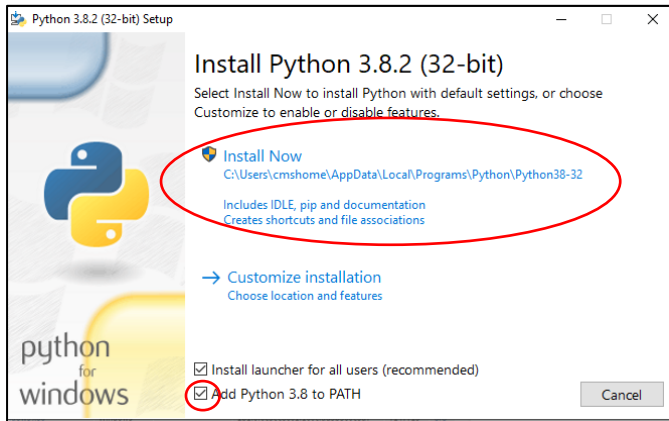 Python 3.8.2 (32-bit) Setup
Install Python 3.8.2 (32-bit)
Select Install Now to install Python with default settings, or choose
Customize to enable or disable features.
Install Now
C:\Users\cmshome\AppData\Local\Programs\Python\Python38-32
Includes IDLE, pip and documentation
Creates shortcuts and file associations
Customize installation
Choose location and features
python
for
windows
Install launcher for all users (recommended)
Add Python 3.8 to PATH
Cancel